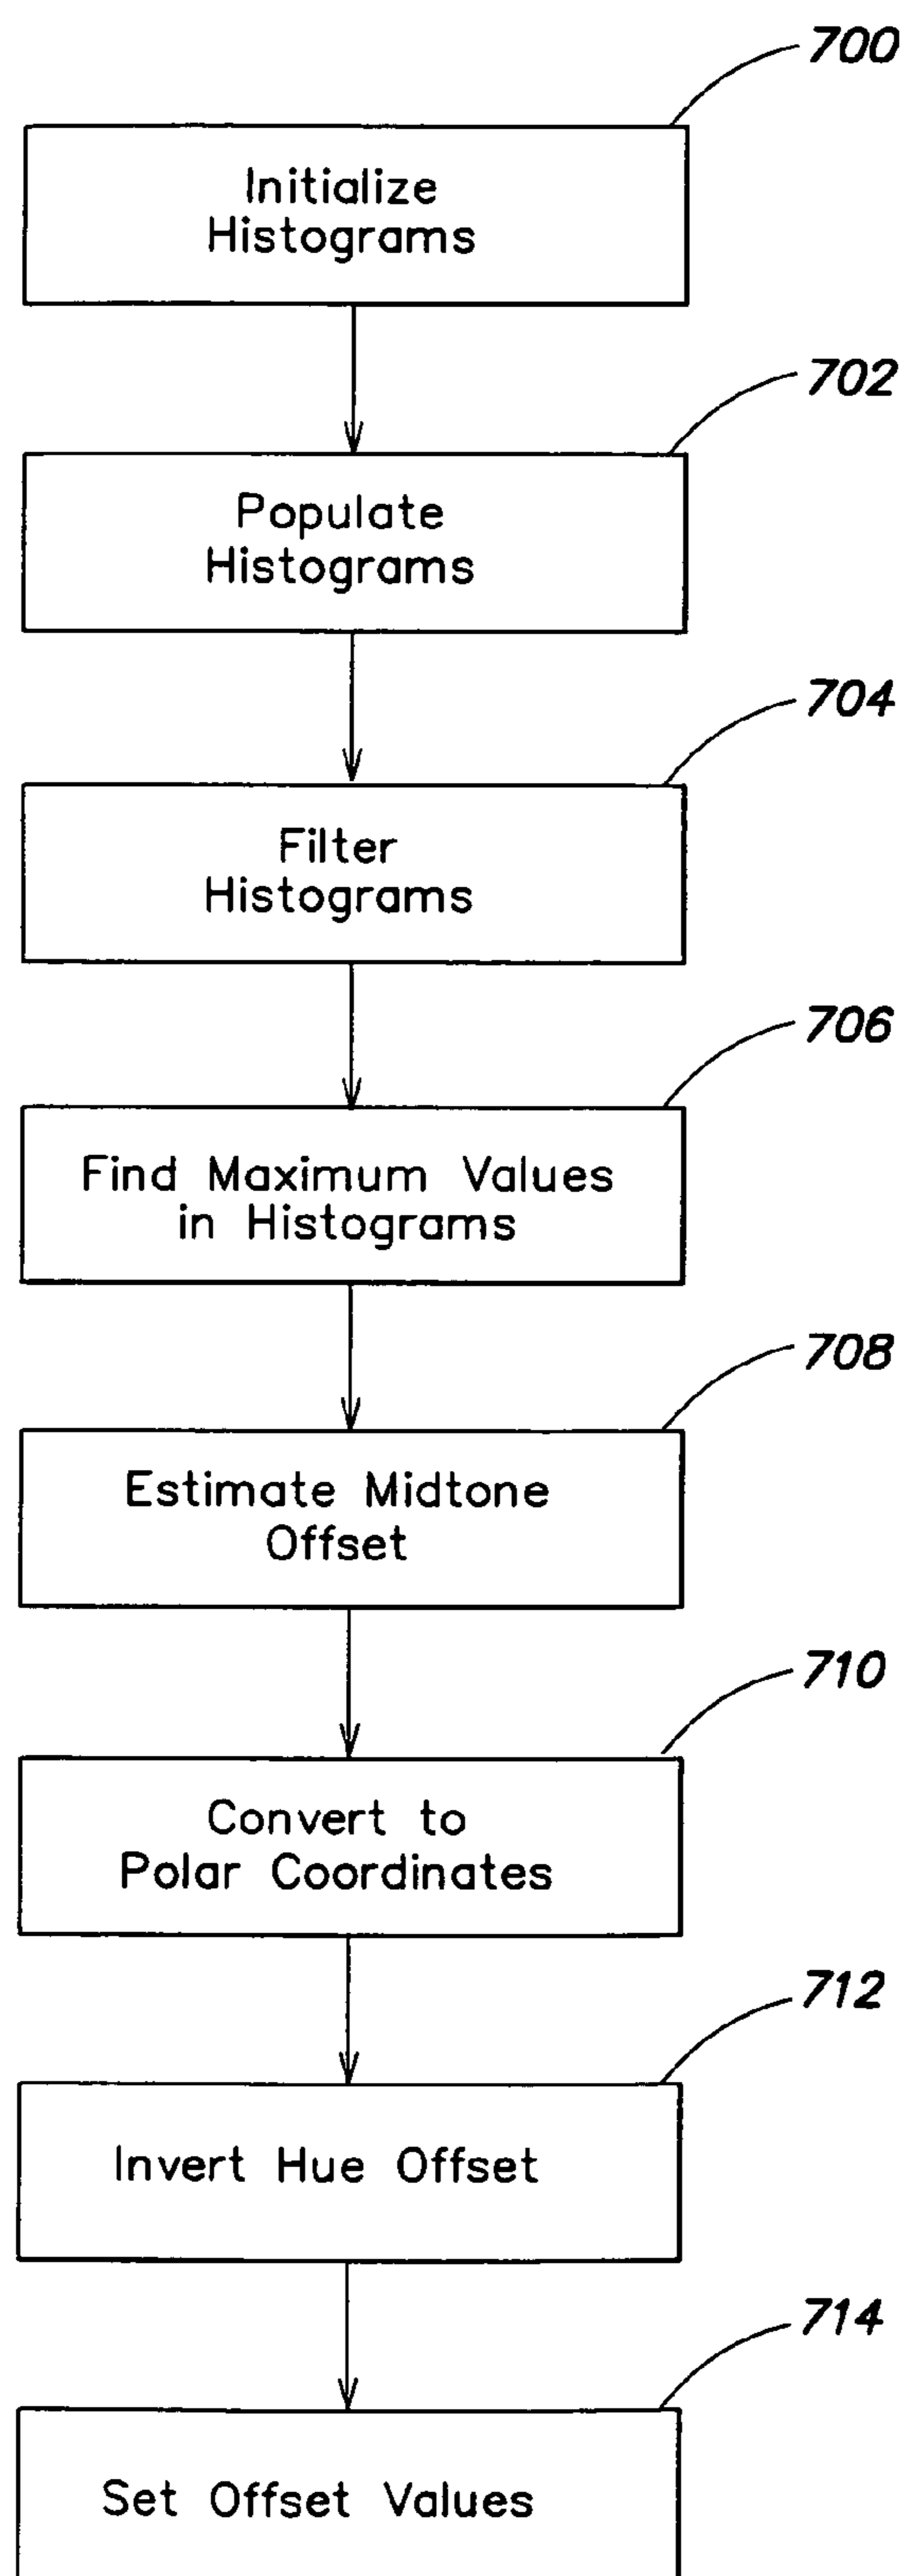 700
Initialize
Histograms
702
Populate
Histograms
704
Filter
Histograms
706
Find Maximum Values
in Histograms
708
Estimate Midtone
Offset
710
Convert to
Polar Coordinates
712
Invert Hue Offset
714
Set Offset Values